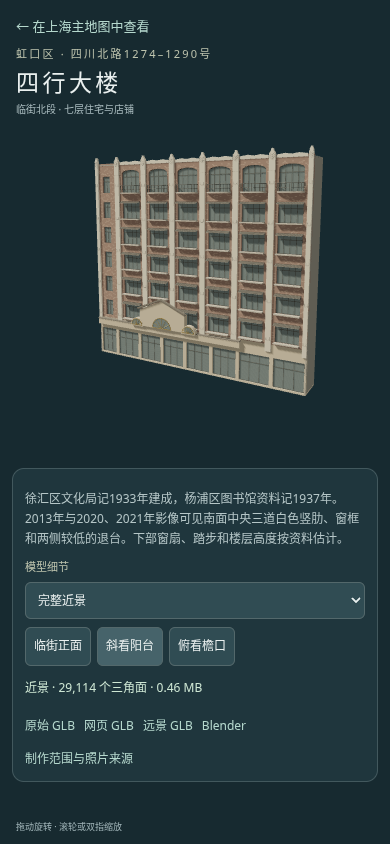 ← 在上海主地图中查看
虹口区 · 四川北路1274–1290号
四行大楼
临街北段 · 七层住宅与店铺
徐汇区文化局记1933年建成，杨浦区图书馆资料记1937年。
2013年与2020、2021年影像可见南面中央三道白色竖肋、窗框
和两侧较低的退台。下部窗扇、踏步和楼层高度按资料估计。
模型细节
完整近景
临街正面 斜看阳台 俯看檐口
近景 · 29,114 个三角面 · 0.46 MB
原始 GLB 网页 GLB 远景 GLB Blender
制作范围与照片来源
拖动旋转 · 滚轮或双指缩放